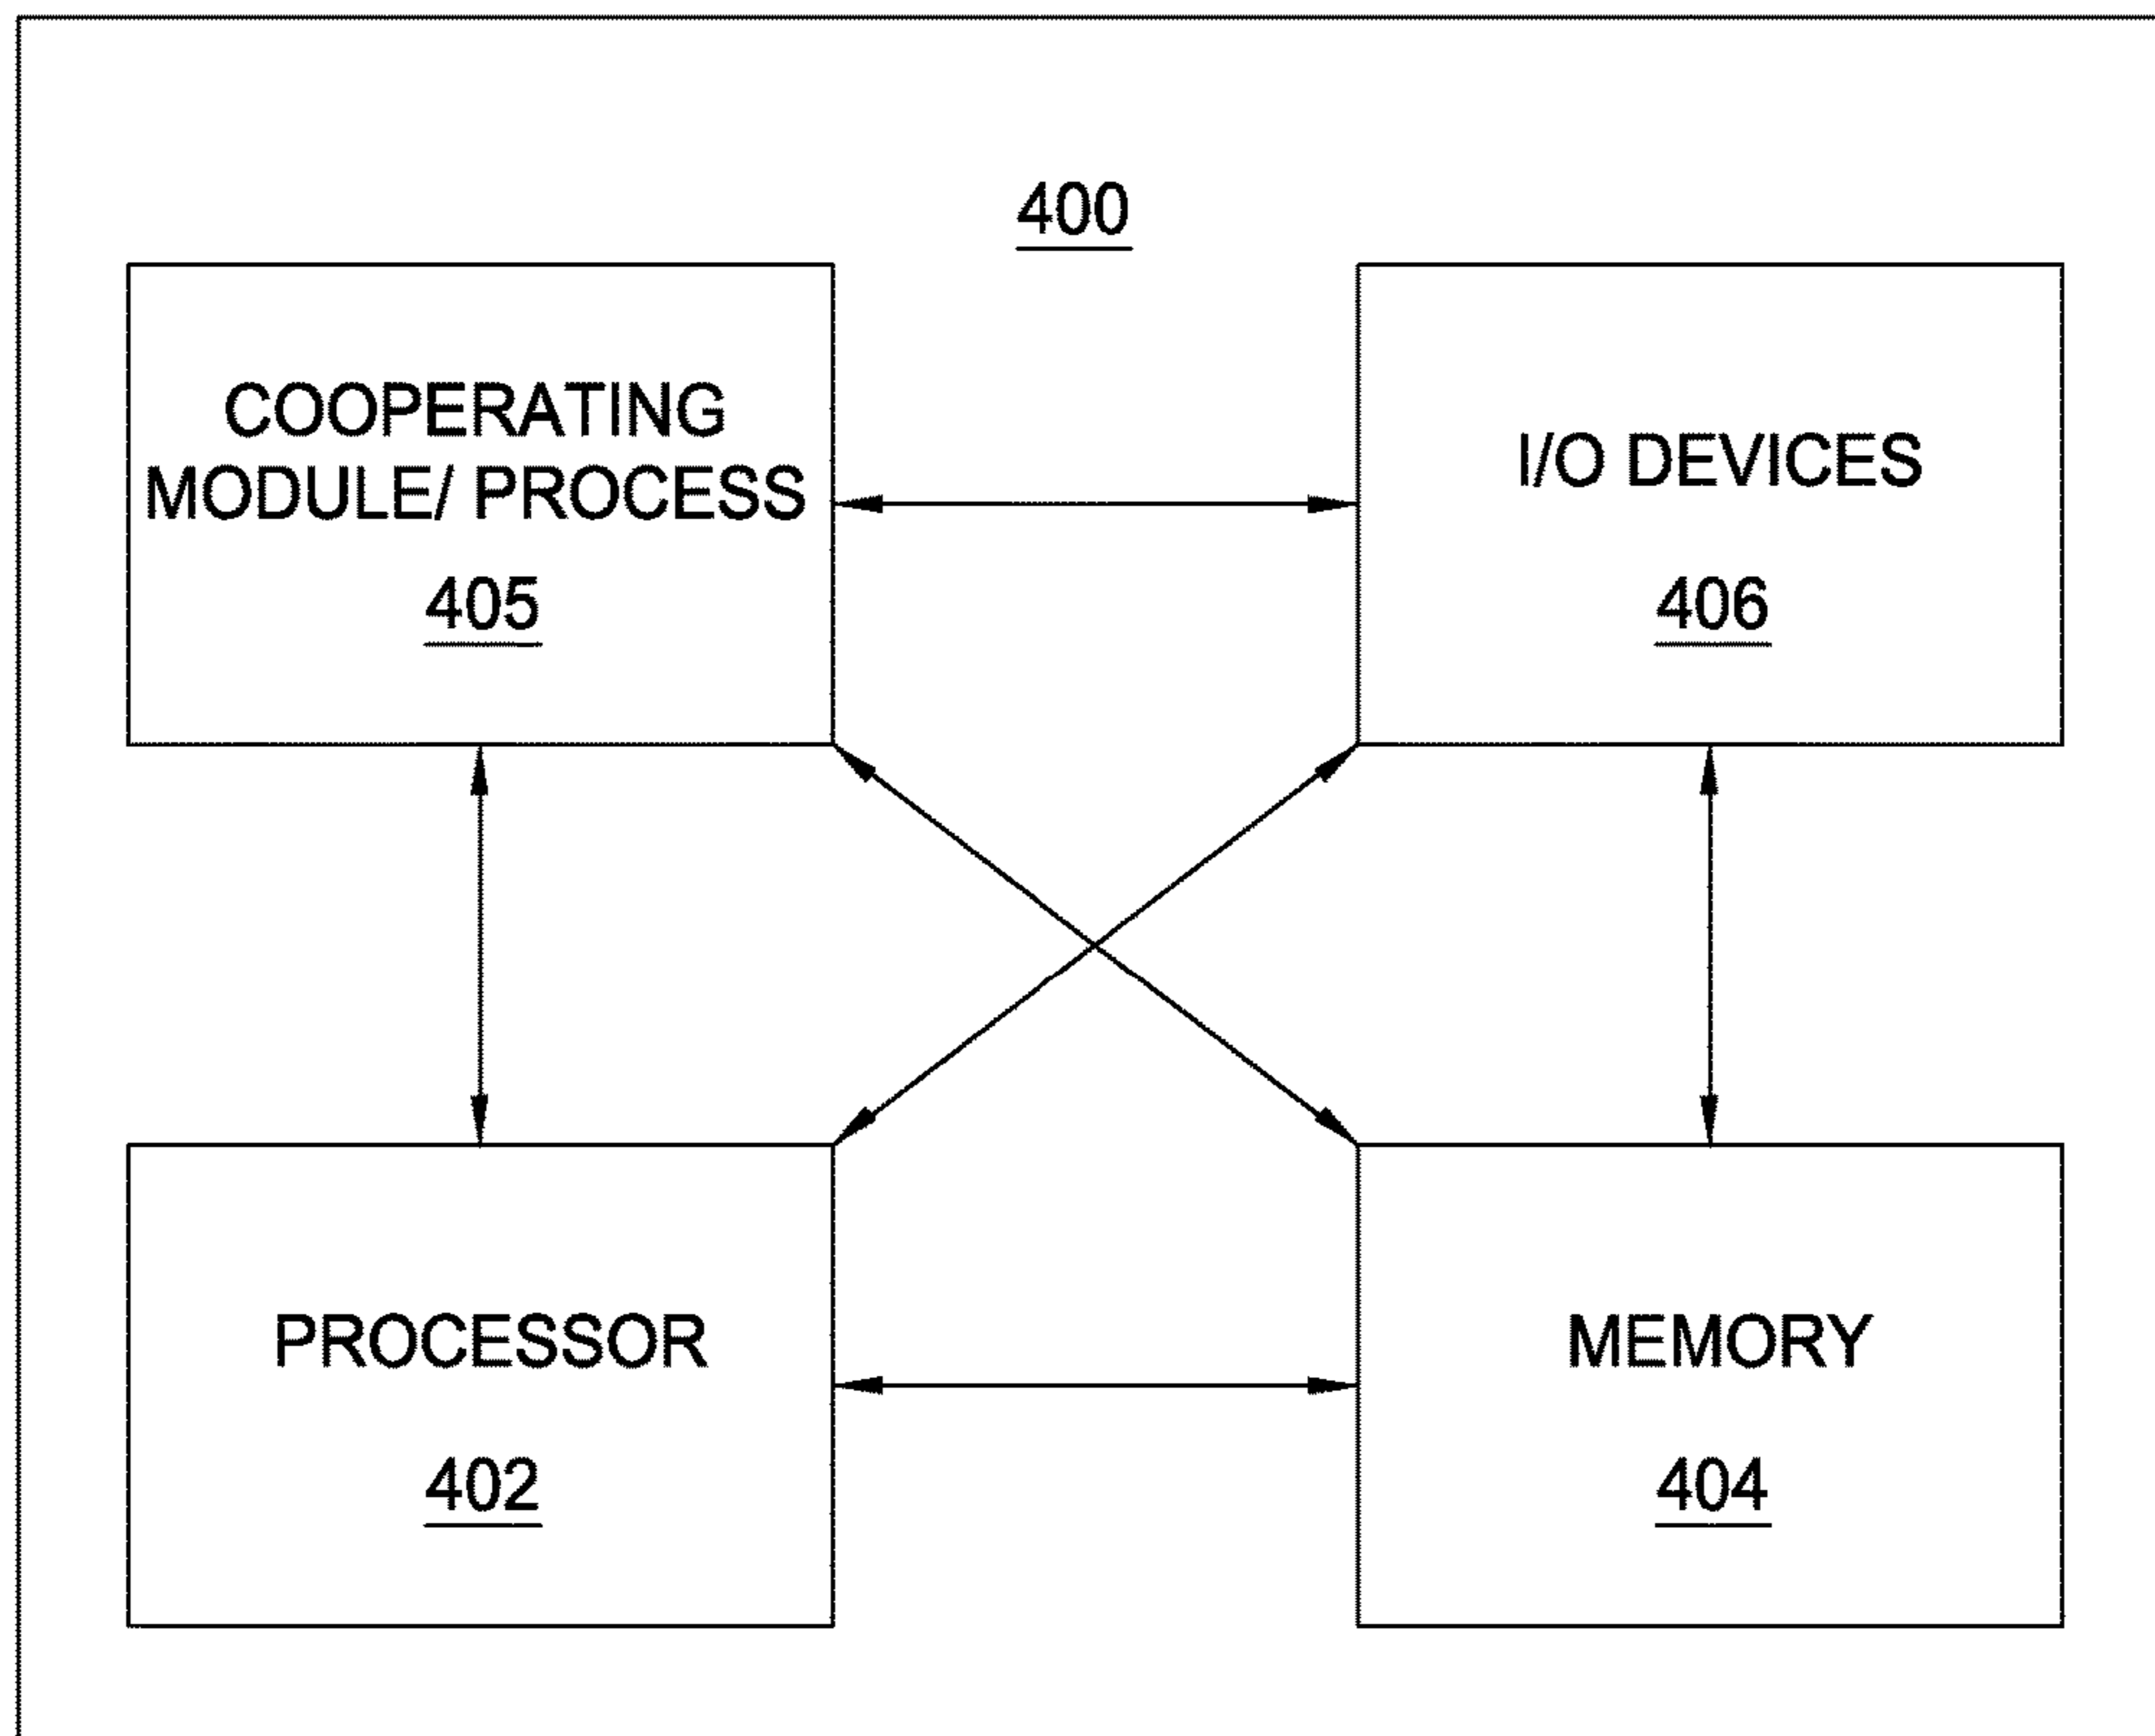 400
COOPERATING
MODULE/ PROCESS
405
I/O DEVICES
406
PROCESSOR
402
MEMORY
404